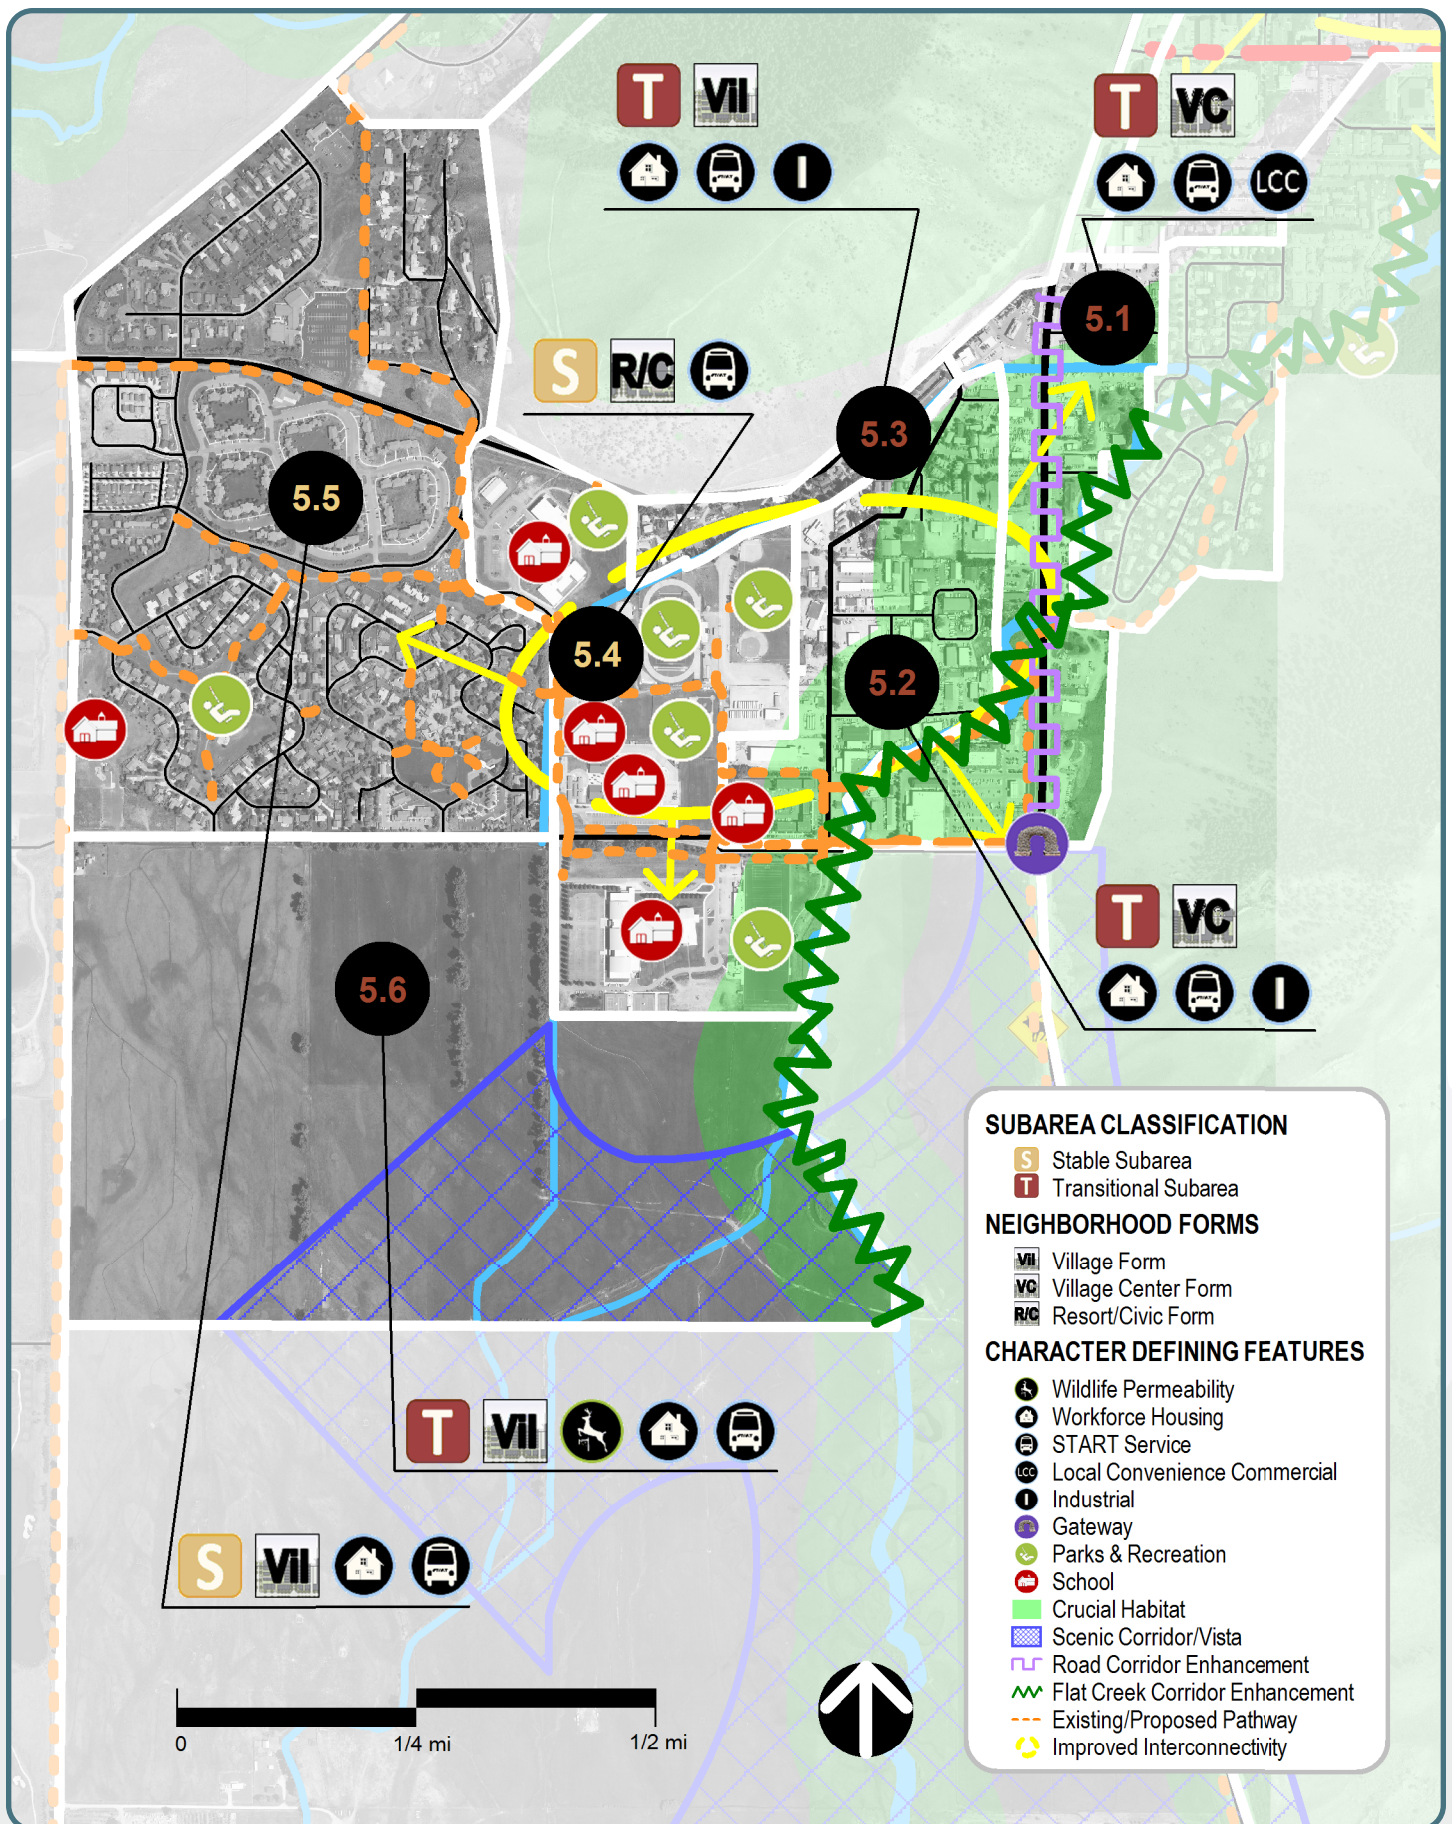 T Vil
I
T VC
LCC
5.1
S R/C
5.3
5.5
5.4
5.2
T VC
I
5.6
SUBAREA CLASSIFICATION
S Stable Subarea
T Transitional Subarea
NEIGHBORHOOD FORMS
Vil Village Form
VC Village Center Form
R/C Resort/Civic Form
CHARACTER DEFINING FEATURES
Wildlife Permeability
Workforce Housing
START Service
LCC Local Convenience Commercial
I Industrial
Gateway
Parks & Recreation
School
Crucial Habitat
Scenic Corridor/Vista
Road Corridor Enhancement
Flat Creek Corridor Enhancement
Existing/Proposed Pathway
Improved Interconnectivity
T Vil
S Vil
0 1/4 mi 1/2 mi